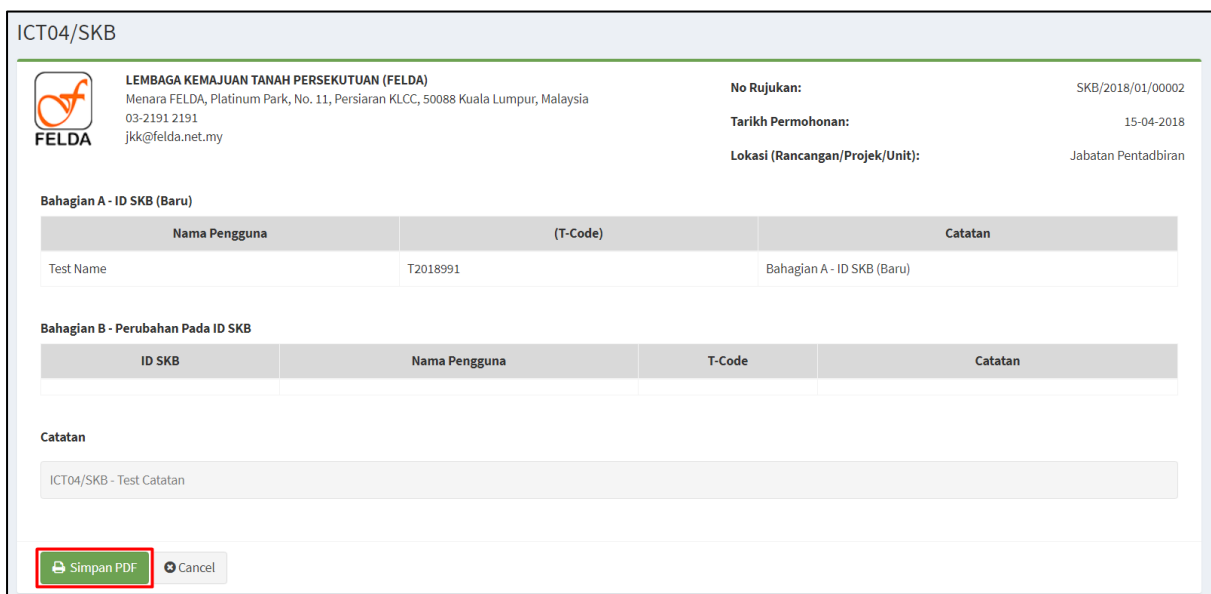 ICT04/SKB
LEMBAGA KEMAJUAN TANAH PERSEKUTUAN (FELDA)
Menara FELDA, Platinum Park, No. 11, Persiaran KLCC, 50088 Kuala Lumpur, Malaysia
03-2191 2191
jkk@felda.net.my
FELDA
No Rujukan: SKB/2018/01/00002
Tarikh Permohonan: 15-04-2018
Lokasi (Rancangan/Projek/Unit): Jabatan Pentadbiran
Bahagian A - ID SKB (Baru)
Nama Pengguna (T-Code) Catatan
Test Name T2018991 Bahagian A - ID SKB (Baru)
Bahagian B - Perubahan Pada ID SKB
ID SKB Nama Pengguna T-Code Catatan
Catatan
ICT04/SKB - Test Catatan
Simpan PDF Cancel